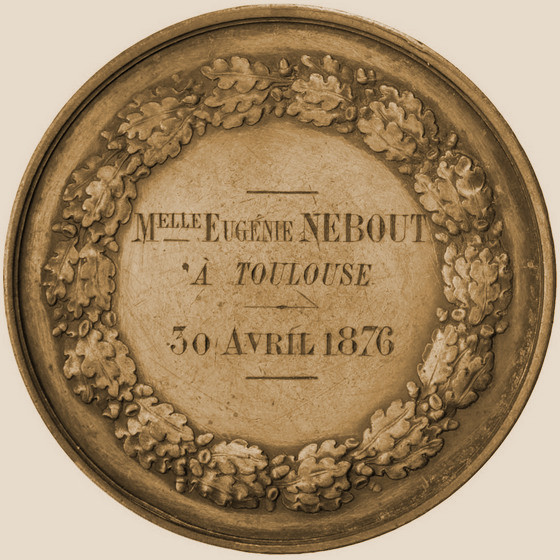 MELLE EUGÉNIE NEBOUT
À TOULOUSE
30 AVRIL 1876